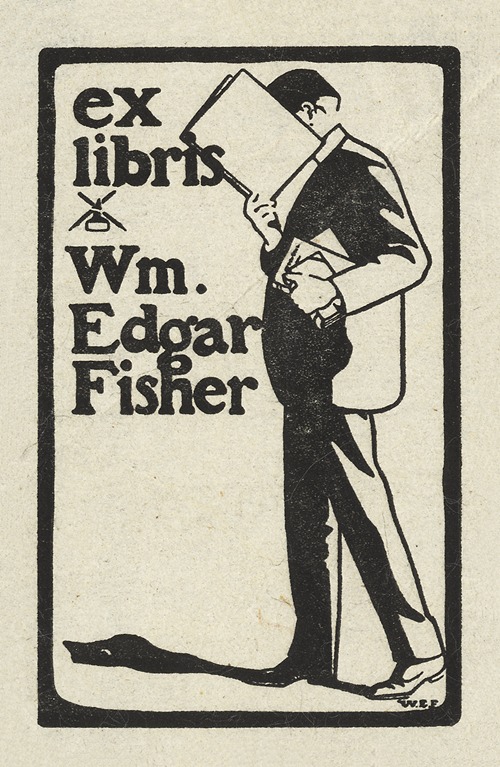 ex
libris
Wm.
Edgar
Fisher
W.E.F.